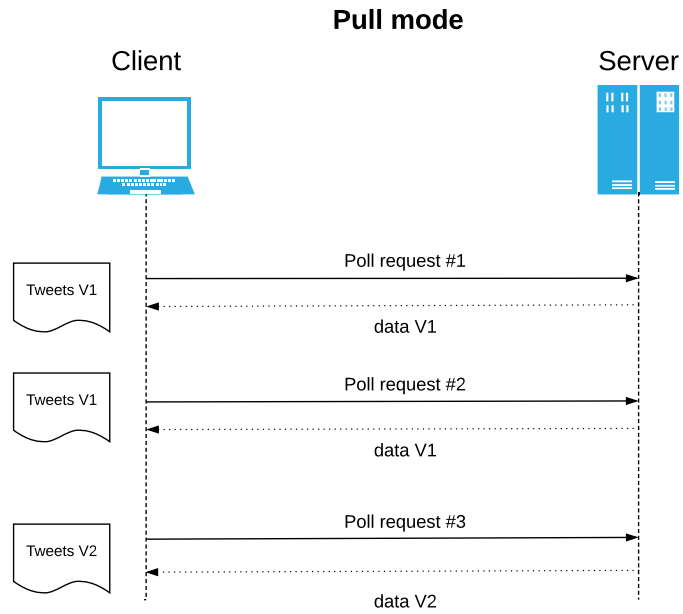 Pull mode
Client
Server
Poll request #1
Tweets V1
data V1
Poll request #2
Tweets V1
data V1
Poll request #3
Tweets V2
data V2